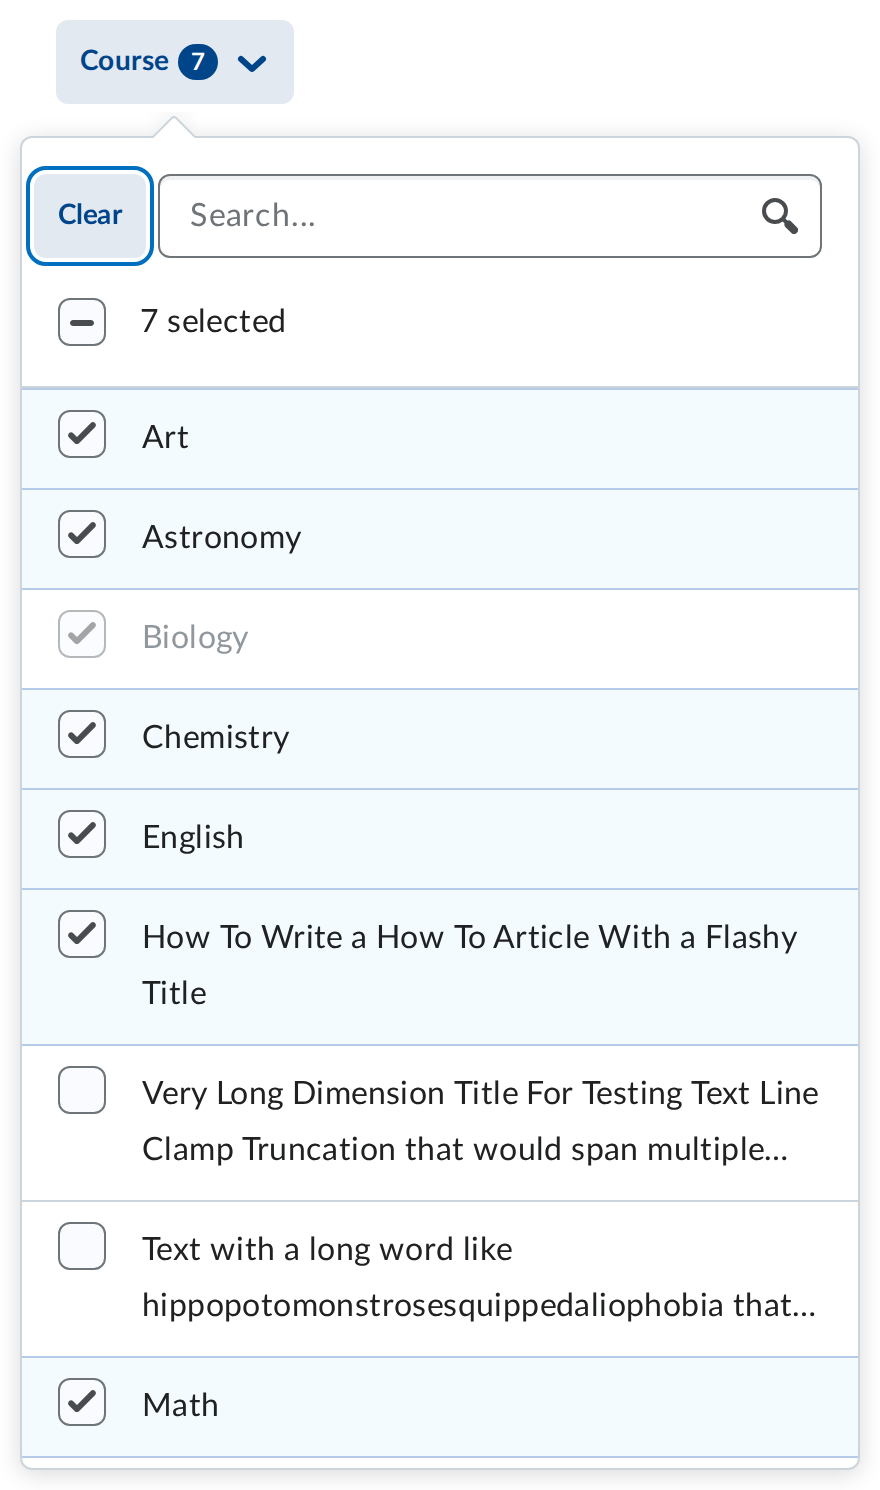 Course 7
Clear
Search...
7 selected
Art
Astronomy
Biology
Chemistry
English
How To Write a How To Article With a Flashy
Title
Very Long Dimension Title For Testing Text Line
Clamp Truncation that would span multiple...
Text with a long word like
hippopotomonstrosesquippedaliophobia that...
Math